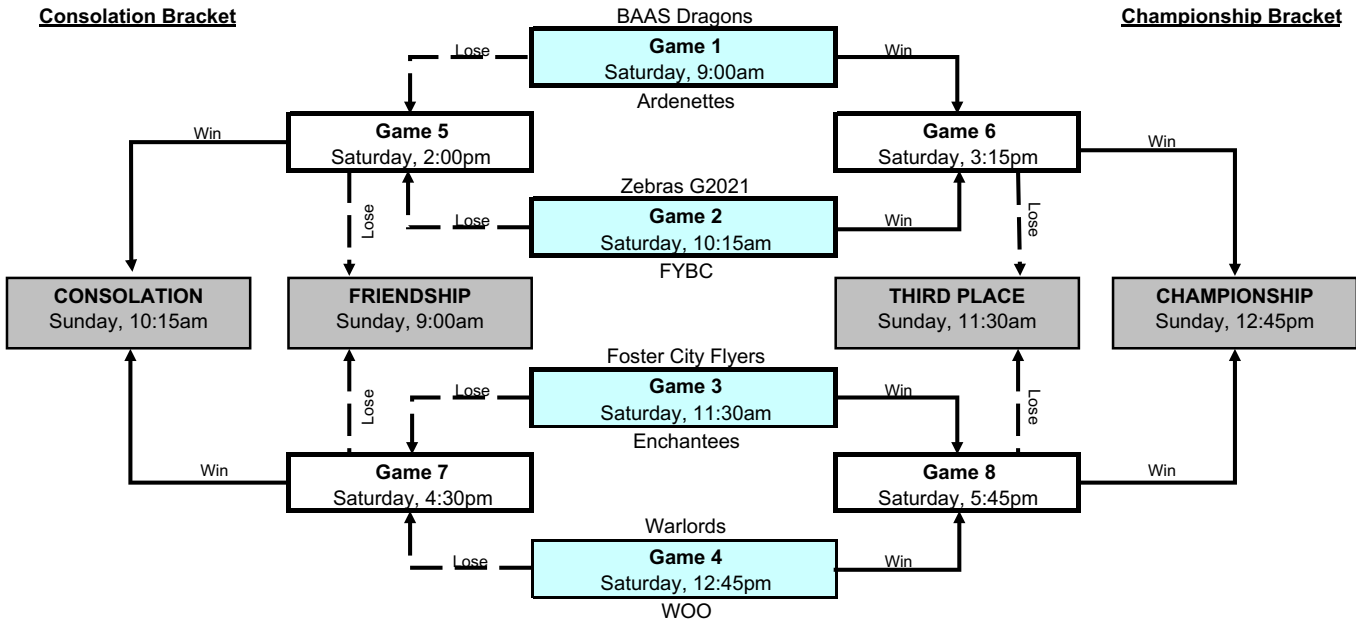 Consolation Bracket
BAAS Dragons
Championship Bracket
Lose
Game 1
Saturday, 9:00am
Win
Ardenettes
Win
Game 5
Saturday, 2:00pm
Game 6
Saturday, 3:15pm
Win
Zebras G2021
Lose
Lose
Game 2
Saturday, 10:15am
Win
Lose
FYBC
CONSOLATION
Sunday, 10:15am
FRIENDSHIP
Sunday, 9:00am
THIRD PLACE
Sunday, 11:30am
CHAMPIONSHIP
Sunday, 12:45pm
Foster City Flyers
Lose
Lose
Game 3
Saturday, 11:30am
Win
Lose
Enchantees
Win
Game 7
Saturday, 4:30pm
Game 8
Saturday, 5:45pm
Win
Warlords
Lose
Game 4
Saturday, 12:45pm
Win
WOO